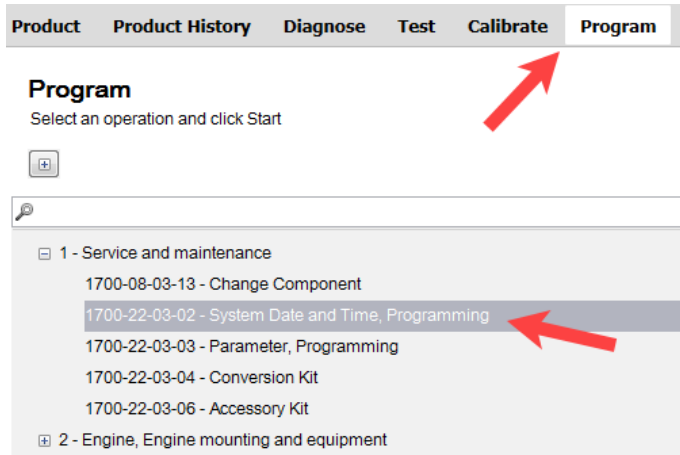 Product Product History Diagnose Test Calibrate Program
Program
Select an operation and click Start
1 - Service and maintenance
1700-08-03-13 - Change Component
1700-22-03-02 - System Date and Time, Programming
1700-22-03-03 - Parameter, Programming
1700-22-03-04 - Conversion Kit
1700-22-03-06 - Accessory Kit
2 - Engine, Engine mounting and equipment